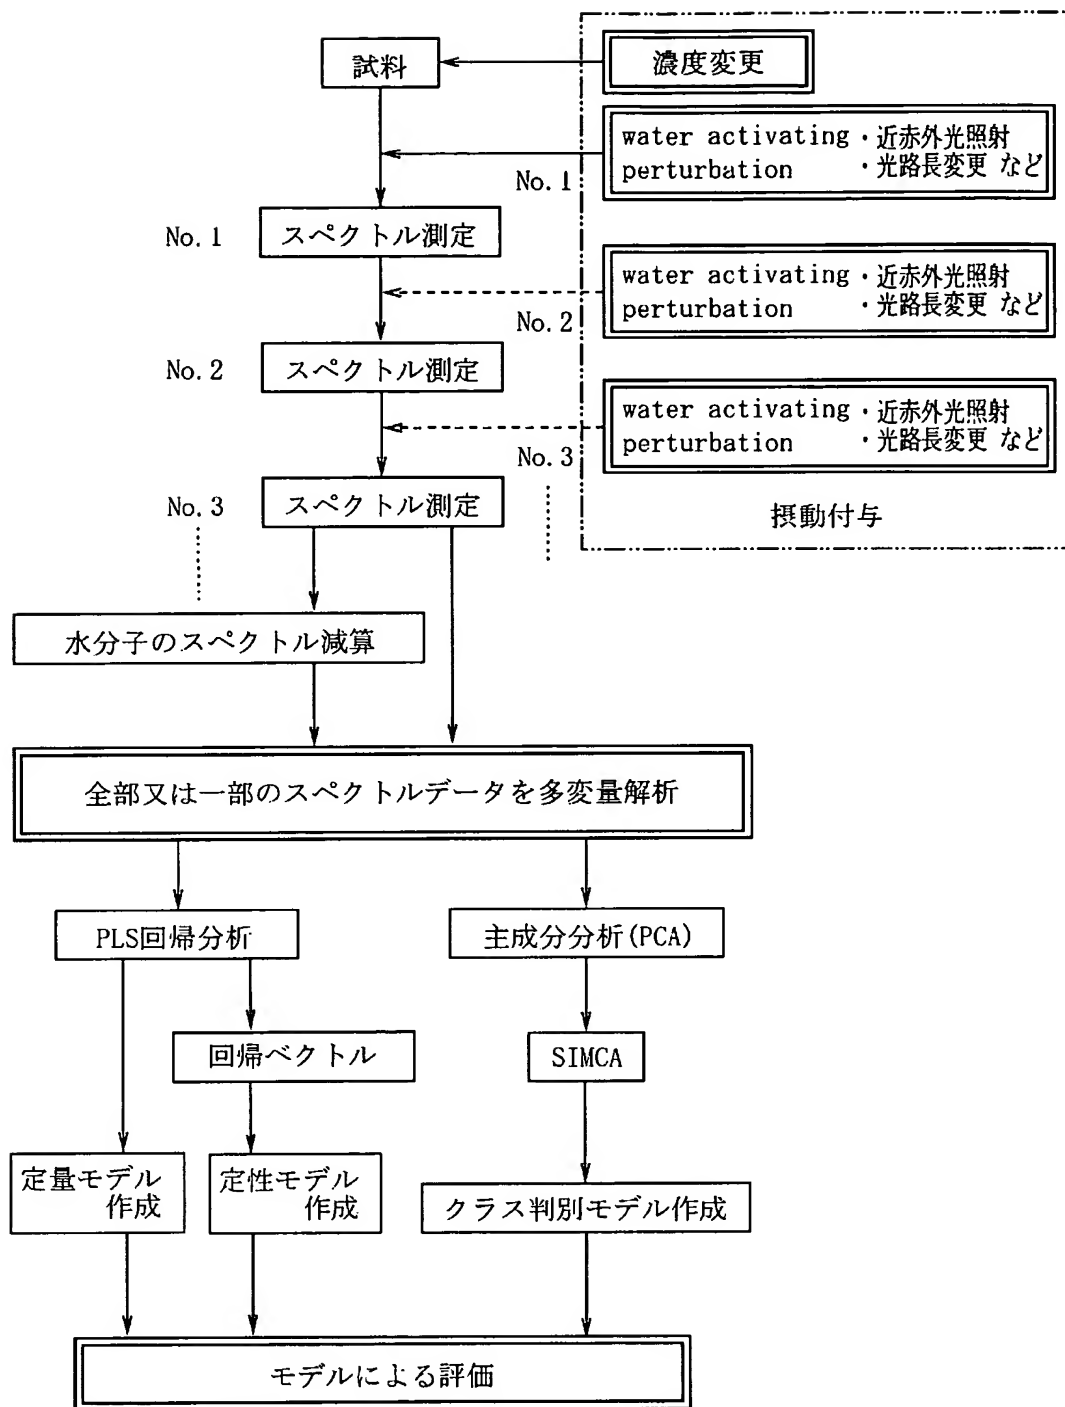 試料
濃度変更
water activating ・近赤外光照射
perturbation ・光路長変更 など
No. 1
No. 1
スペクトル測定
water activating ・近赤外光照射
perturbation ・光路長変更 など
No. 2
No. 2
スペクトル測定
water activating ・近赤外光照射
perturbation ・光路長変更 など
No. 3
No. 3
スペクトル測定
摂動付与
水分子のスペクトル減算
全部又は一部のスペクトルデータを多変量解析
PLS回帰分析
主成分分析(PCA)
回帰ベクトル
SIMCA
定量モデル
作成
定性モデル
作成
クラス判別モデル作成
モデルによる評価